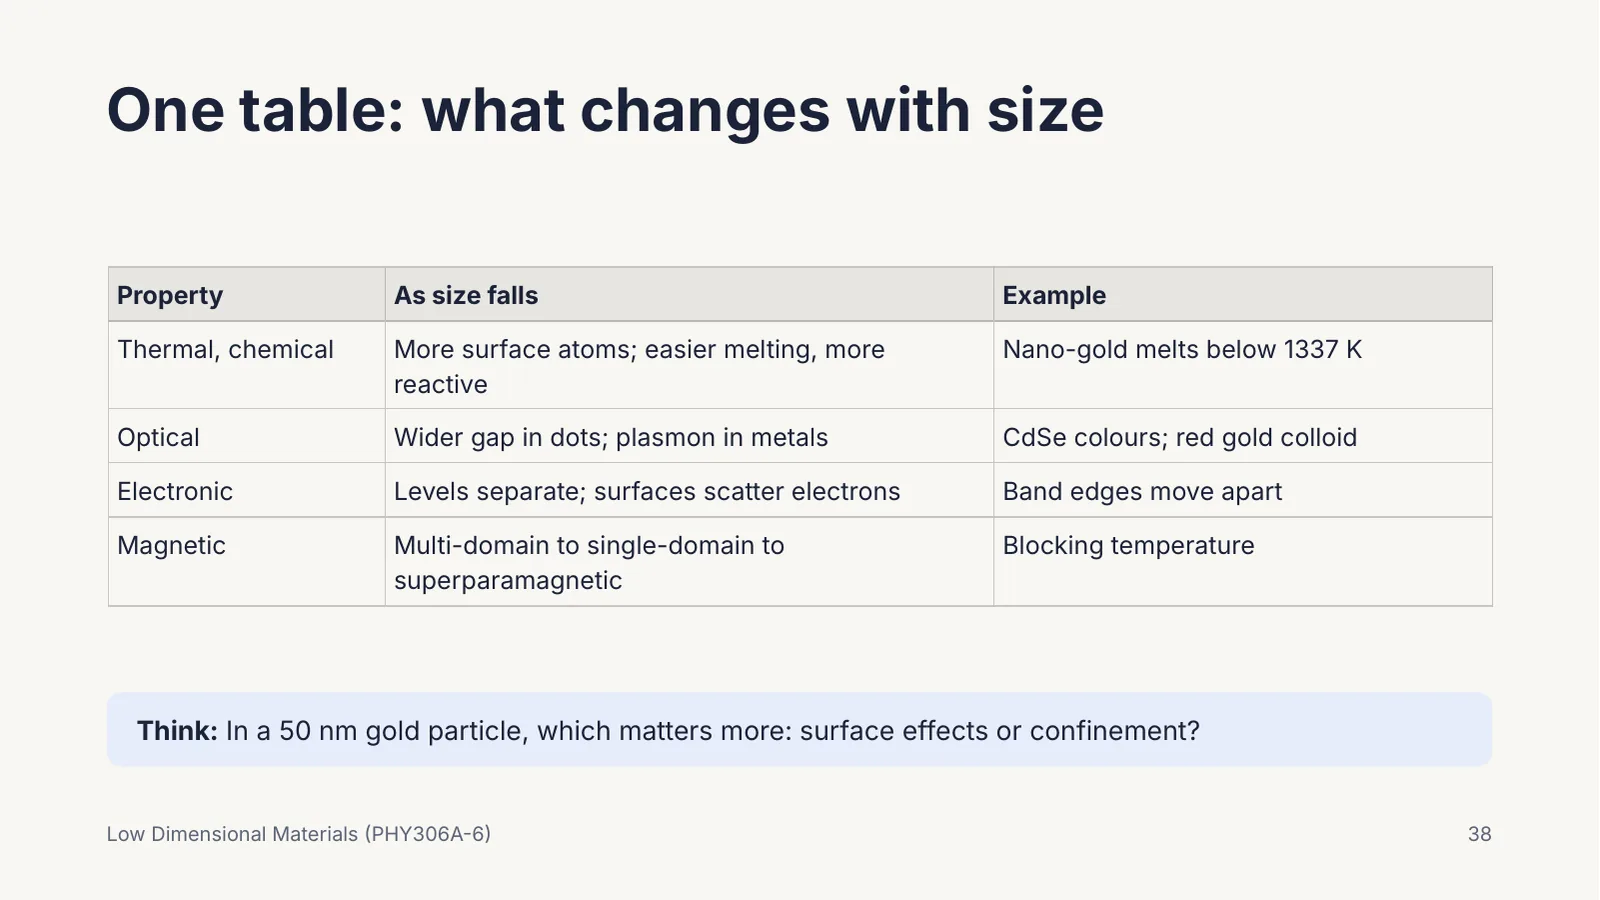 One table: what changes with size
Property
As size falls
Example
Thermal, chemical
More surface atoms; easier melting, more
reactive
Nano-gold melts below 1337 K
Optical
Wider gap in dots; plasmon in metals
CdSe colours; red gold colloid
Electronic
Levels separate; surfaces scatter electrons
Band edges move apart
Magnetic
Multi-domain to single-domain to
superparamagnetic
Blocking temperature
Think: In a 50 nm gold particle, which matters more: surface effects or confinement?
Low Dimensional Materials (PHY306A-6)
38